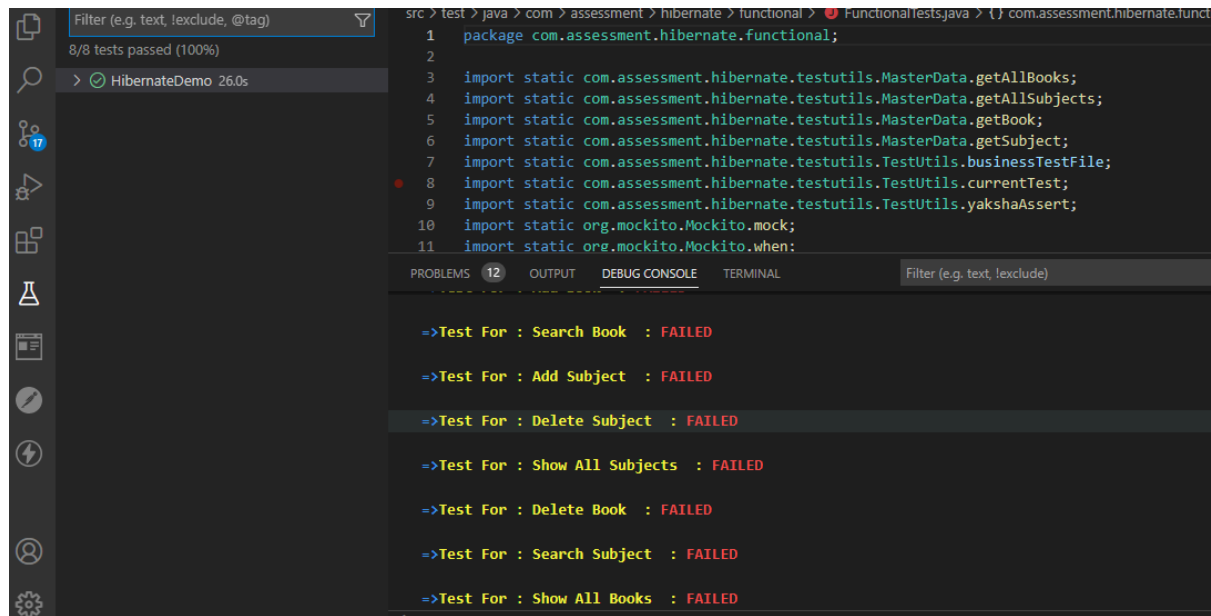 Filter (e.g. text, !exclude, @tag)
8/8 tests passed (100%)
HibernateDemo 26.0s
17
src > test > java > com > assessment > hibernate > functional > FunctionalTests.java > {} com.assessment.hibernate.funct
1 package com.assessment.hibernate.functional;
2
3 import static com.assessment.hibernate.testutils.MasterData.getAllBooks;
4 import static com.assessment.hibernate.testutils.MasterData.getAllSubjects;
5 import static com.assessment.hibernate.testutils.MasterData.getBook;
6 import static com.assessment.hibernate.testutils.MasterData.getSubject;
7 import static com.assessment.hibernate.testutils.TestUtils.businessTestFile;
8 import static com.assessment.hibernate.testutils.TestUtils.currentTest;
9 import static com.assessment.hibernate.testutils.TestUtils.yakshaAssert;
10 import static org.mockito.Mockito.mock;
11 import static org.mockito.Mockito.when;
PROBLEMS 12 OUTPUT DEBUG CONSOLE TERMINAL Filter (e.g. text, !exclude)
=>Test For : Search Book : FAILED
=>Test For : Add Subject : FAILED
=>Test For : Delete Subject : FAILED
=>Test For : Show All Subjects : FAILED
=>Test For : Delete Book : FAILED
=>Test For : Search Subject : FAILED
=>Test For : Show All Books : FAILED